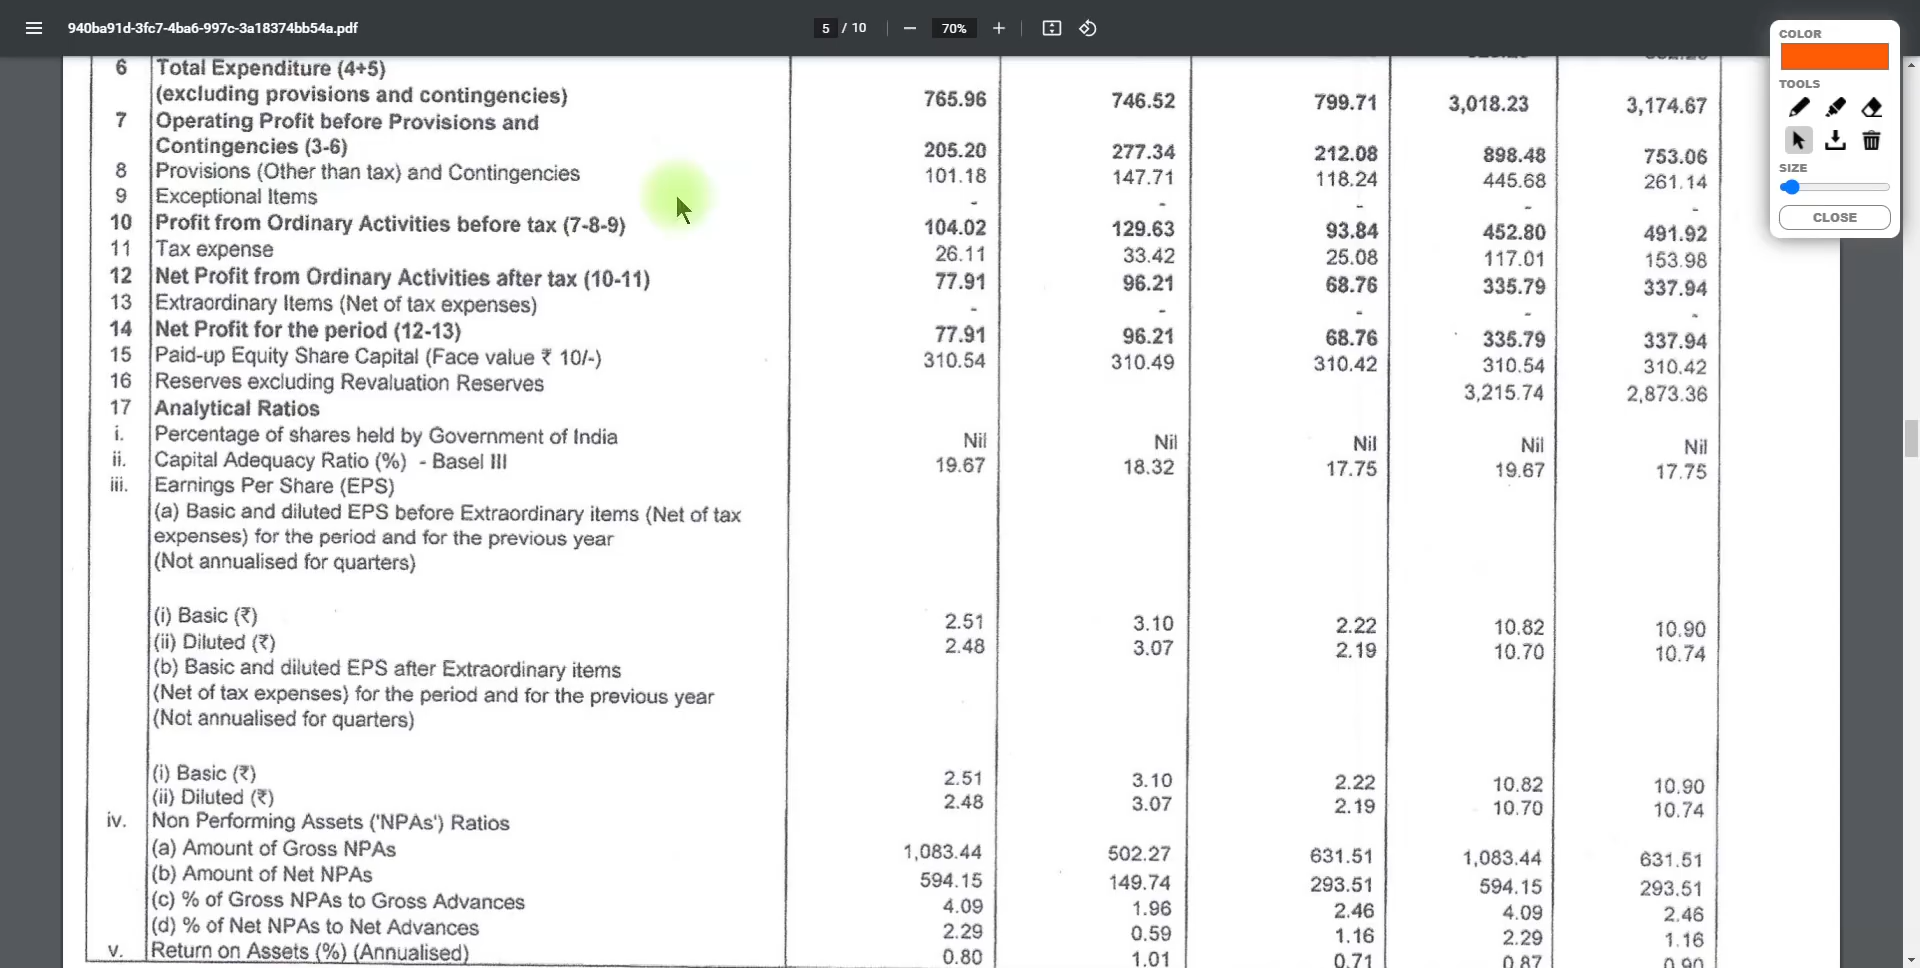 940ba91d-3fc7-4ba6-997c-3a18374bb54a.pdf 5 / 10 70%
COLOR
TOOLS
SIZE
CLOSE
6 Total Expenditure (4+5)
(excluding provisions and contingencies) 765.96 746.52 799.71 3,018.23 3,174.67
7 Operating Profit before Provisions and
Contingencies (3-6) 205.20 277.34 212.08 898.48 753.06
8 Provisions (Other than tax) and Contingencies 101.18 147.71 118.24 445.68 261.14
9 Exceptional Items - - - - -
10 Profit from Ordinary Activities before tax (7-8-9) 104.02 129.63 93.84 452.80 491.92
11 Tax expense 26.11 33.42 25.08 117.01 153.98
12 Net Profit from Ordinary Activities after tax (10-11) 77.91 96.21 68.76 335.79 337.94
13 Extraordinary Items (Net of tax expenses) - - - - -
14 Net Profit for the period (12-13) 77.91 96.21 68.76 335.79 337.94
15 Paid-up Equity Share Capital (Face value ₹ 10/-) 310.54 310.49 310.42 310.54 310.42
16 Reserves excluding Revaluation Reserves 3,215.74 2,873.36
17 Analytical Ratios
i. Percentage of shares held by Government of India Nil Nil Nil Nil Nil
ii. Capital Adequacy Ratio (%) - Basel III 19.67 18.32 17.75 19.67 17.75
iii. Earnings Per Share (EPS)
(a) Basic and diluted EPS before Extraordinary items (Net of tax
expenses) for the period and for the previous year
(Not annualised for quarters)
(i) Basic (₹) 2.51 3.10 2.22 10.82 10.90
(ii) Diluted (₹) 2.48 3.07 2.19 10.70 10.74
(b) Basic and diluted EPS after Extraordinary items
(Net of tax expenses) for the period and for the previous year
(Not annualised for quarters)
(i) Basic (₹) 2.51 3.10 2.22 10.82 10.90
(ii) Diluted (₹) 2.48 3.07 2.19 10.70 10.74
iv. Non Performing Assets ('NPAs') Ratios
(a) Amount of Gross NPAs 1,083.44 502.27 631.51 1,083.44 631.51
(b) Amount of Net NPAs 594.15 149.74 293.51 594.15 293.51
(c) % of Gross NPAs to Gross Advances 4.09 1.96 2.46 4.09 2.46
(d) % of Net NPAs to Net Advances 2.29 0.59 1.16 2.29 1.16
v. Return on Assets (%) (Annualised) 0.80 1.01 0.71 0.87 0.90